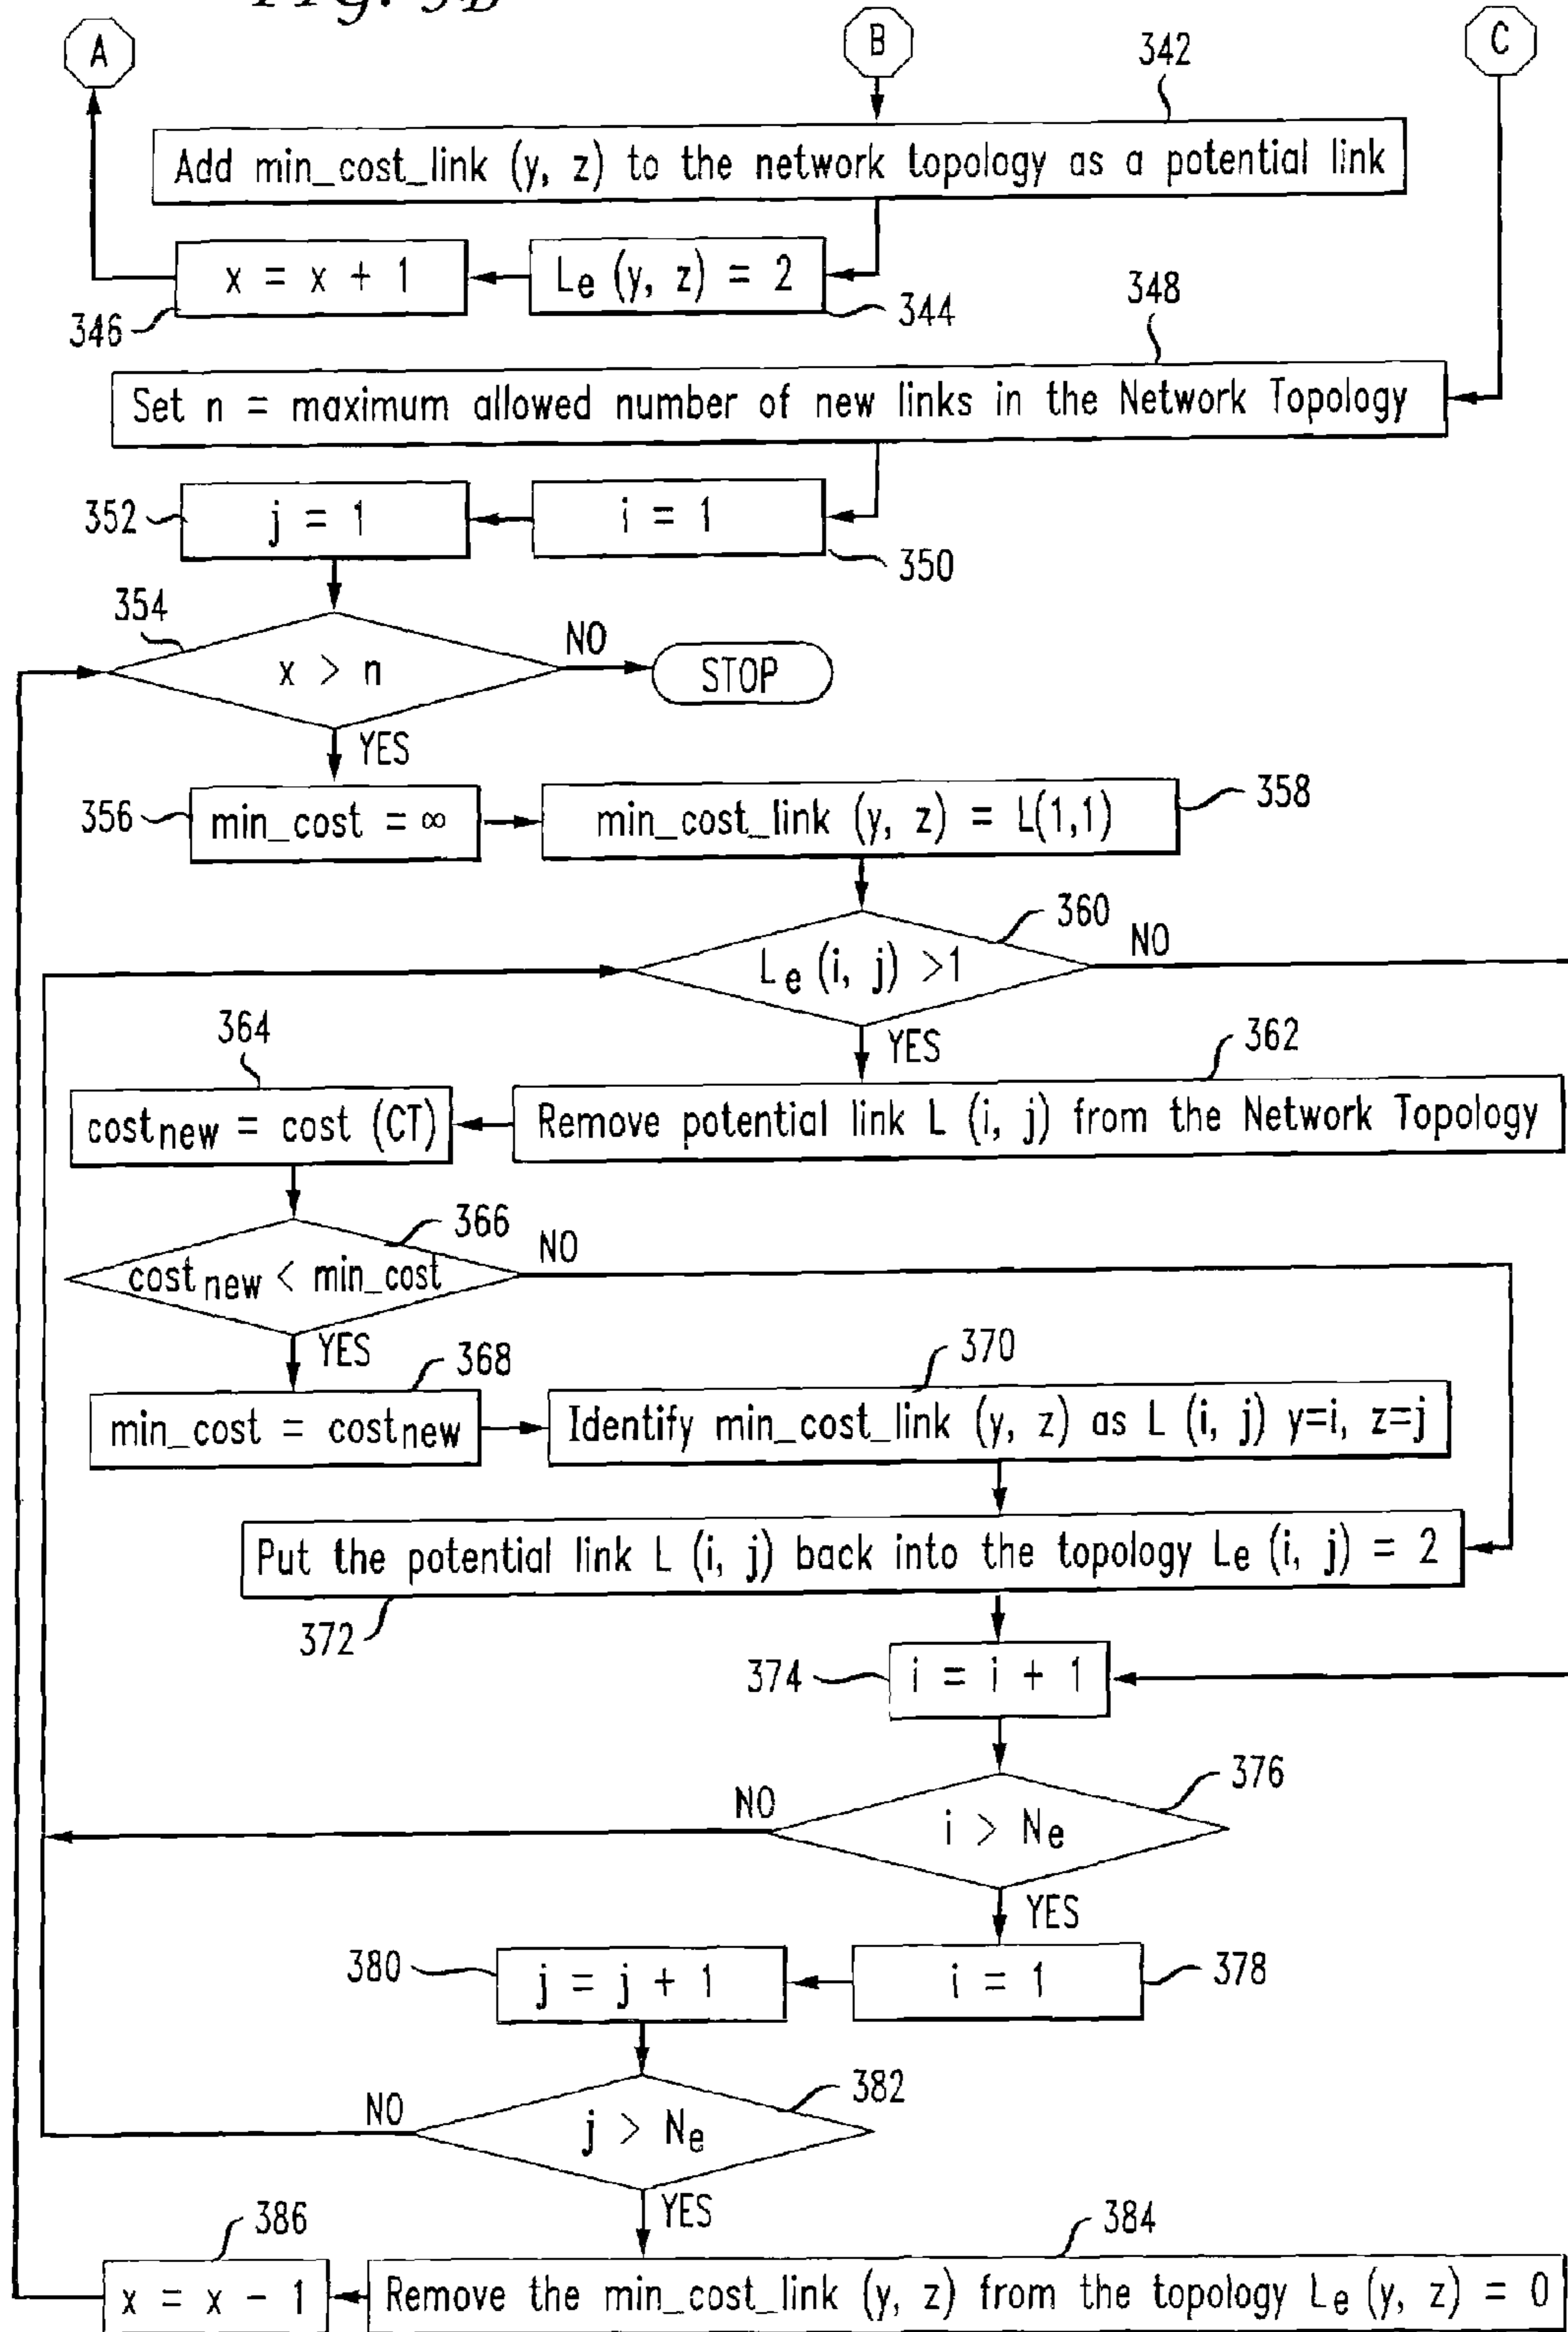 FIG. 3B
A
B
C
342
Add min_cost_link (y, z) to the network topology as a potential link
x = x + 1
Le (y, z) = 2
346
344
348
Set n = maximum allowed number of new links in the Network Topology
352
j = 1
i = 1
350
354
x > n
NO
STOP
YES
356
min_cost = ∞
min_cost_link (y, z) = L(1,1)
358
360
Le (i, j) >1
NO
YES
364
362
costnew = cost (CT)
Remove potential link L (i, j) from the Network Topology
366
costnew < min_cost
NO
YES
368
370
min_cost = costnew
Identify min_cost_link (y, z) as L (i, j) y=i, z=j
Put the potential link L (i, j) back into the topology Le (i, j) = 2
372
374
i = i + 1
376
NO
i > Ne
YES
380
j = j + 1
i = 1
378
382
NO
j > Ne
YES
386
384
x = x - 1
Remove the min_cost_link (y, z) from the topology Le (y, z) = 0